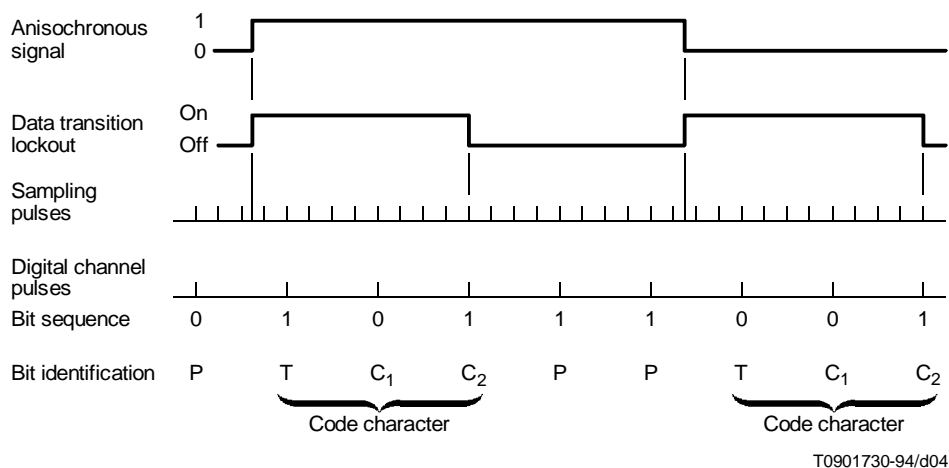 Anisochronous signal
1
0
Data transition lockout
On
Off
Sampling pulses
Digital channel pulses
Bit sequence 0 1 0 1 1 1 0 0 1
Bit identification P T C1 C2 P P T C1 C2
Code character Code character
T0901730-94/d04